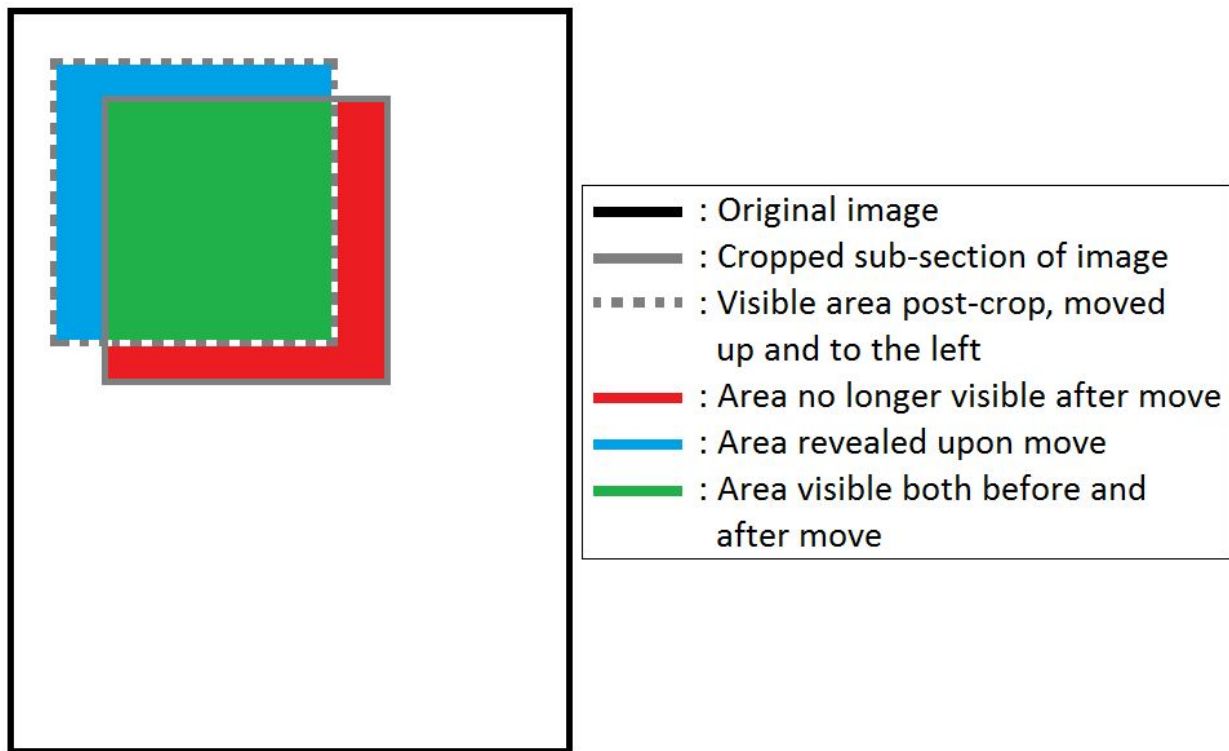 : Original image
: Cropped sub-section of image
: Visible area post-crop, moved
up and to the left
: Area no longer visible after move
: Area revealed upon move
: Area visible both before and
after move